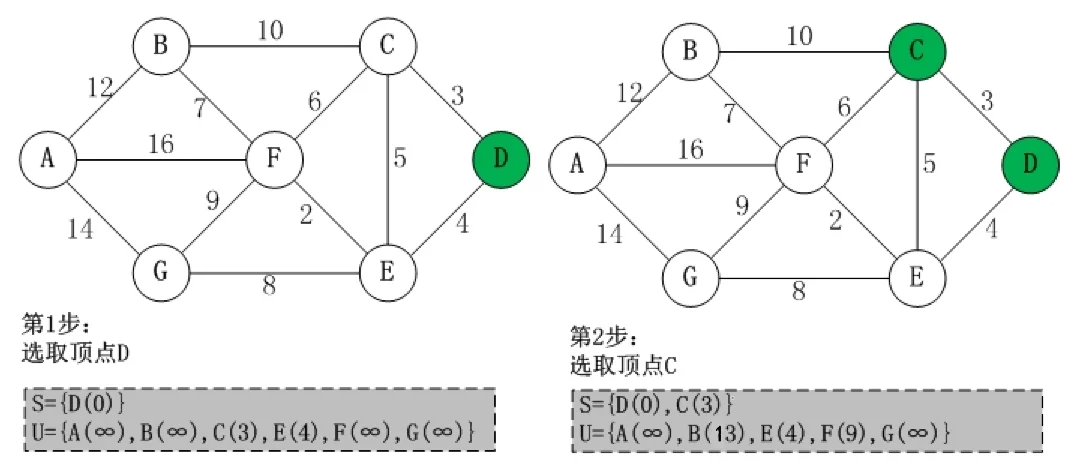 B
10
C
12
7
6
3
A
16
F
5
D
14
9
2
4
G
8
E
第1步:
选取顶点D
S={D(0)}
U={A(∞),B(∞),C(3),E(4),F(∞),G(∞)}
B
10
C
12
7
6
3
A
16
F
5
D
14
9
2
4
G
8
E
第2步:
选取顶点C
S={D(0),C(3)}
U={A(∞),B(13),E(4),F(9),G(∞)}